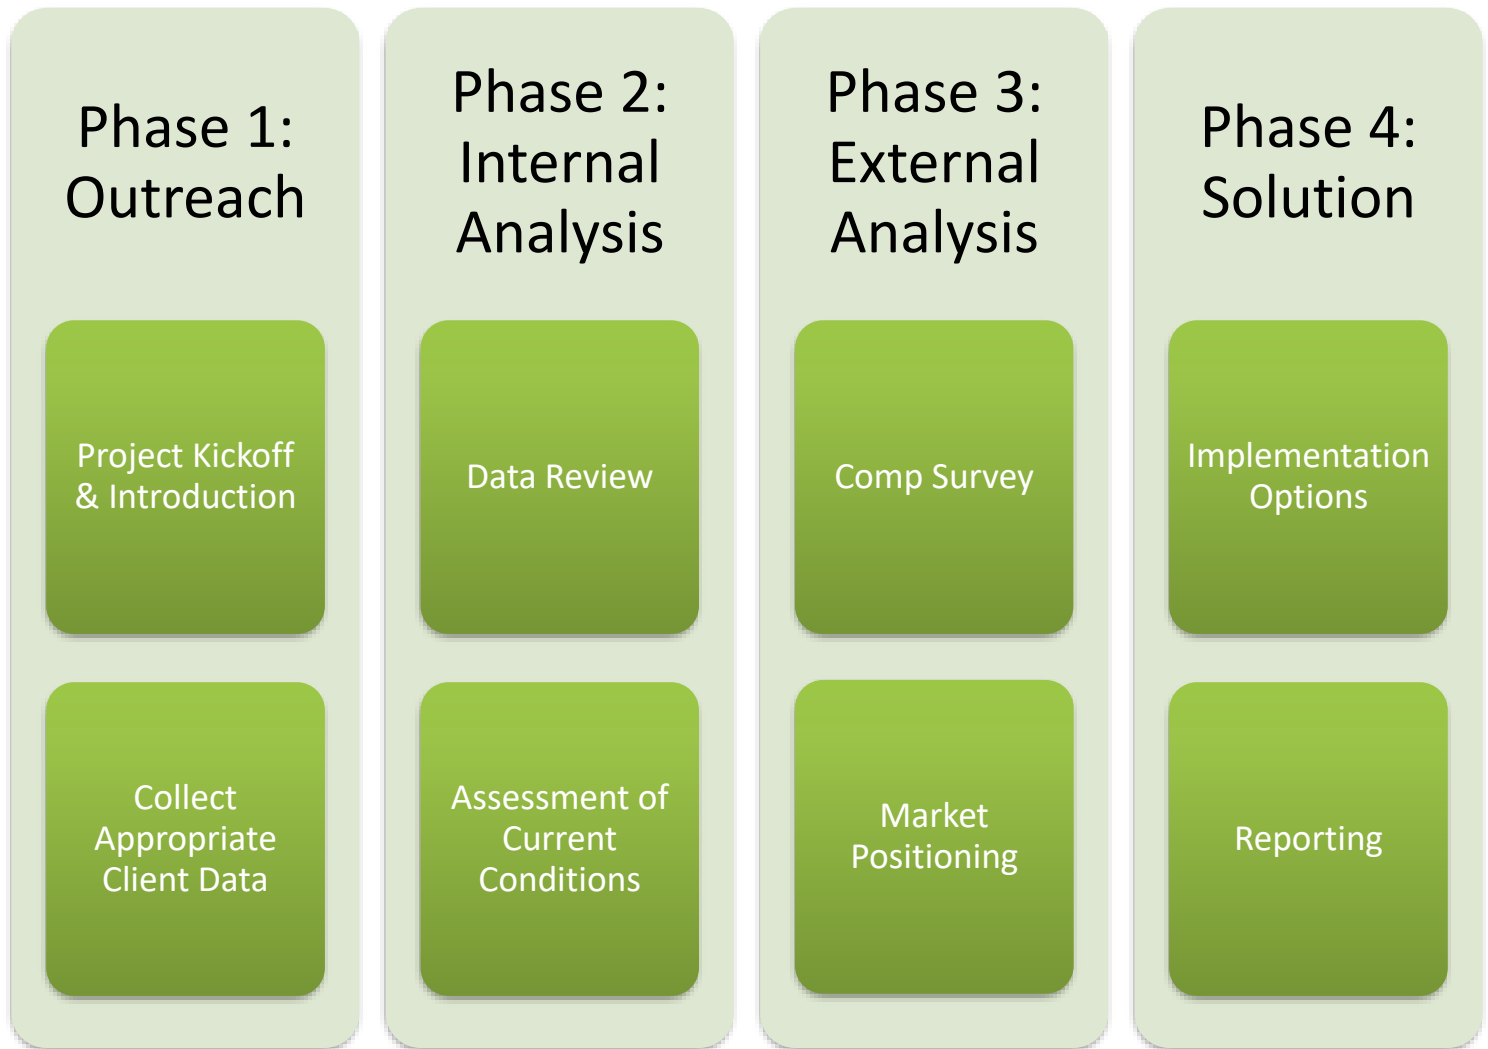 Phase 1:
Outreach
Project Kickoff
& Introduction
Collect
Appropriate
Client Data
Phase 2:
Internal
Analysis
Data Review
Assessment of
Current
Conditions
Phase 3:
External
Analysis
Comp Survey
Market
Positioning
Phase 4:
Solution
Implementation
Options
Reporting